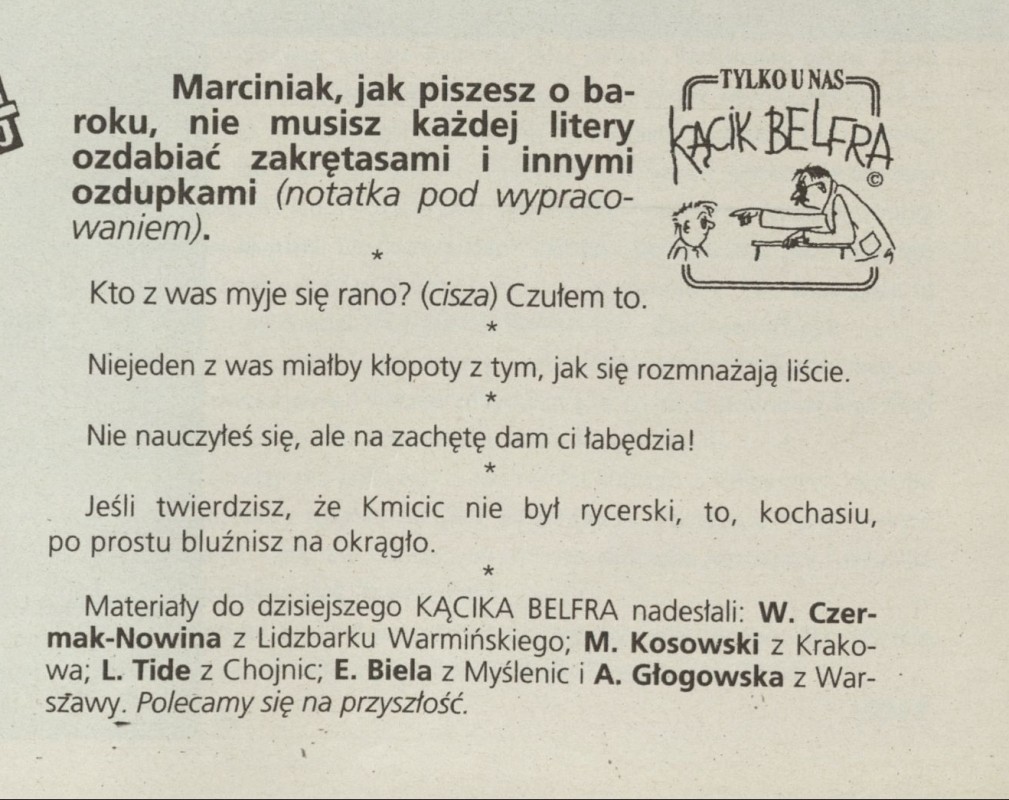 Marciniak, jak piszesz o ba-
roku, nie musisz każdej litery
ozdabiać zakrętasami i innymi
ozdupkami (notatka pod wypraco-
waniem).
TYLKO U NAS
KĄCIK BELFRA
©
*
Kto z was myje się rano? (cisza) Czułem to.
*
Niejeden z was miałby kłopoty z tym, jak się rozmnażają liście.
*
Nie nauczyłeś się, ale na zachętę dam ci łabędzia!
*
Jeśli twierdzisz, że Kmicic nie był rycerski, to, kochasiu,
po prostu bluźnisz na okrągło.
*
Materiały do dzisiejszego KĄCIKA BELFRA nadesłali: W. Czer-
mak-Nowina z Lidzbarku Warmińskiego; M. Kosowski z Krako-
wa; L. Tide z Chojnic; E. Biela z Myślenic i A. Głogowska z War-
szawy. Polecamy się na przyszłość.